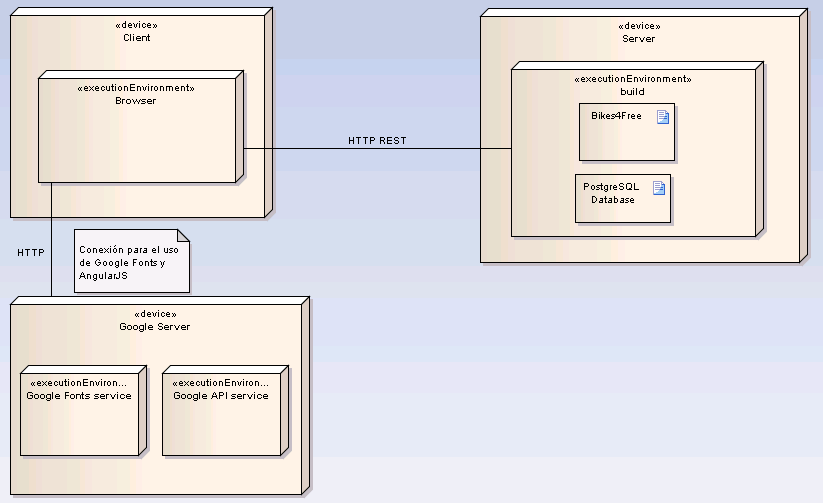 «device»
Client
«executionEnvironment»
Browser
HTTP REST
«device»
Server
«executionEnvironment»
build
Bikes4Free
PostgreSQL
Database
HTTP
Conexión para el uso
de Google Fonts y
AngularJS
«device»
Google Server
«executionEnviron...
Google Fonts service
«executionEnviron...
Google API service